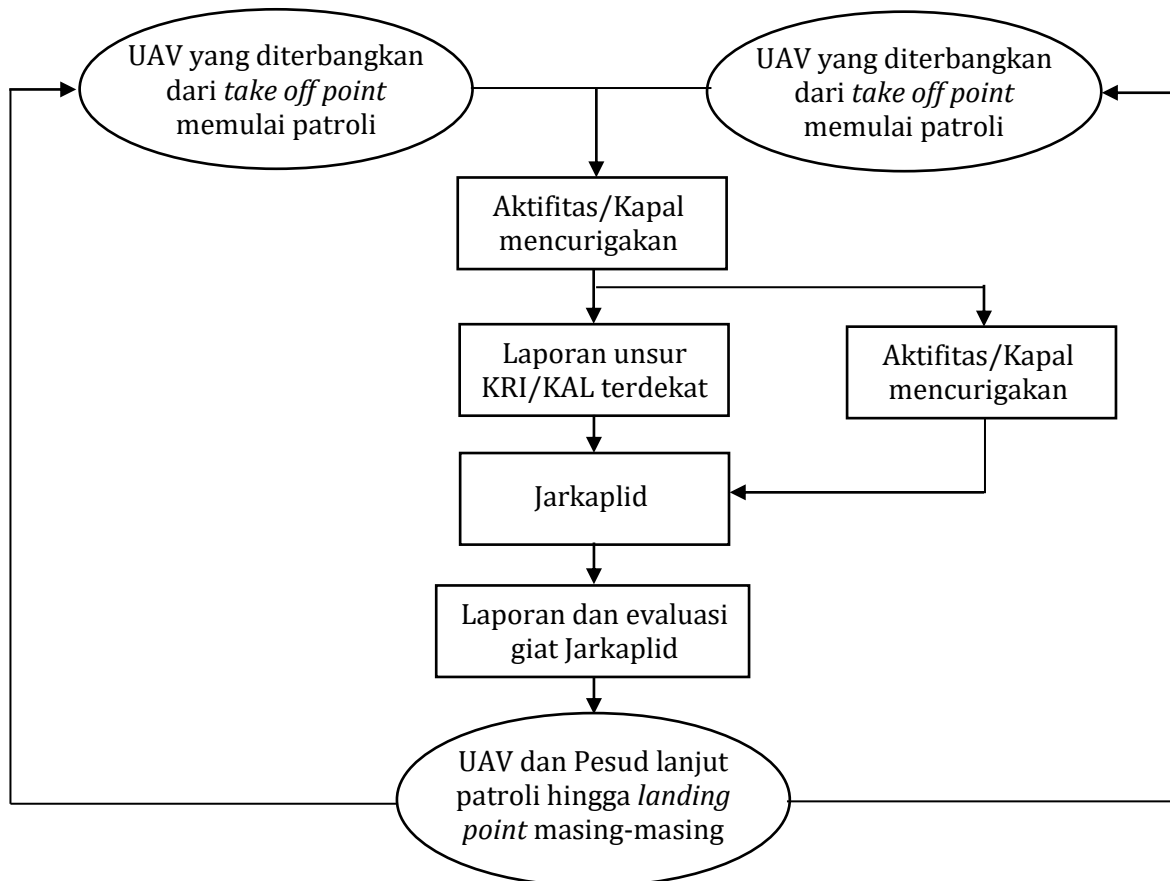 UAV yang diterbangkan
dari take off point
memulai patroli
UAV yang diterbangkan
dari take off point
memulai patroli
Aktifitas/Kapal
mencurigakan
Laporan unsur
KRI/KAL terdekat
Aktifitas/Kapal
mencurigakan
Jarkaplid
Laporan dan evaluasi
giat Jarkaplid
UAV dan Pesud lanjut
patroli hingga landing
point masing-masing